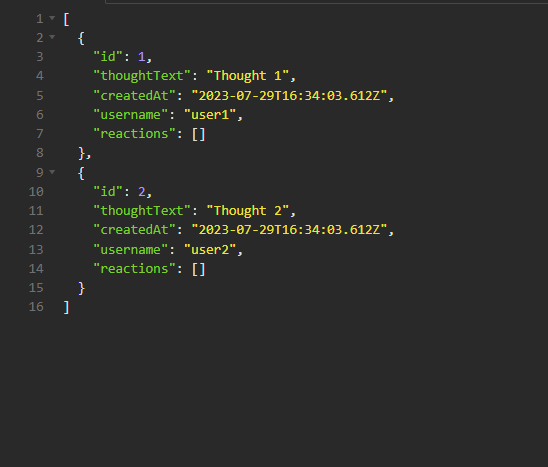 1 [
2 {
3 "id": 1,
4 "thoughtText": "Thought 1",
5 "createdAt": "2023-07-29T16:34:03.612Z",
6 "username": "user1",
7 "reactions": []
8 },
9 {
10 "id": 2,
11 "thoughtText": "Thought 2",
12 "createdAt": "2023-07-29T16:34:03.612Z",
13 "username": "user2",
14 "reactions": []
15 }
16 ]